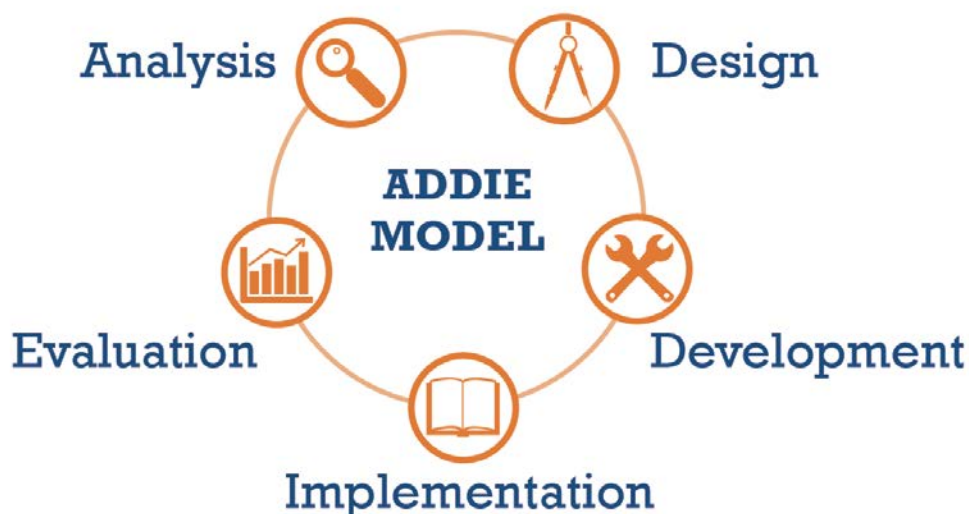 Analysis
Design
ADDIE
MODEL
Evaluation
Development
Implementation